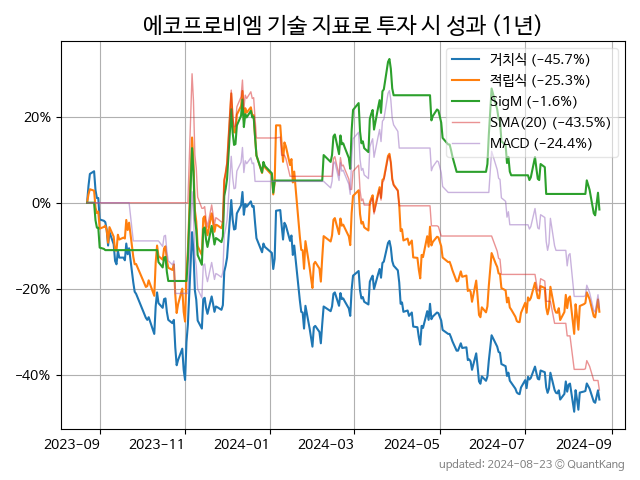 에코프로비엠 기술 지표로 투자 시 성과 (1년)
거치식 (−45.7%)
적립식 (−25.3%)
SigM (−1.6%)
SMA(20) (−43.5%)
MACD (−24.4%)
20%
0%
−20%
−40%
2023-09 2023-11 2024-01 2024-03 2024-05 2024-07 2024-09
updated: 2024-08-23 ⓒ QuantKang